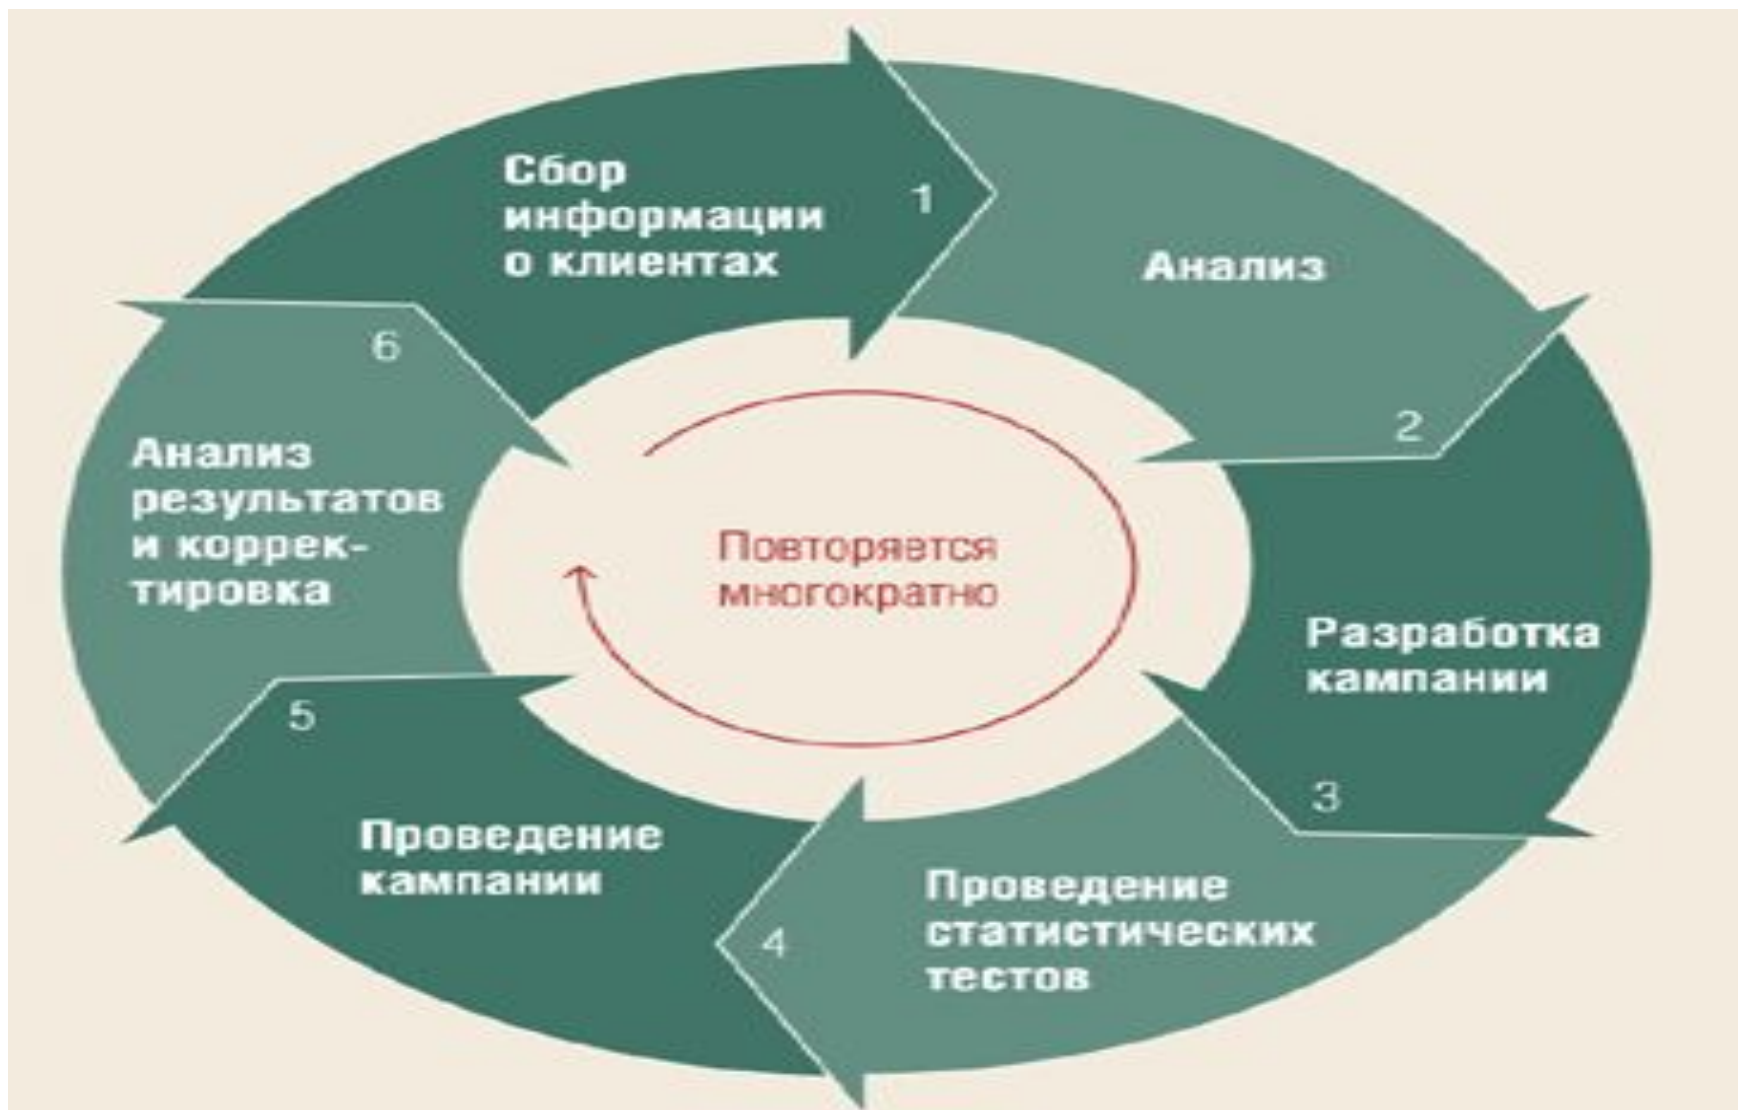 Сбор
информации
о клиентах
1
Анализ
2
Разработка
кампании
3
Проведение
статистических
тестов
4
Проведение
кампании
5
Анализ
результатов
и коррек-
тировка
6
Повторяется
многократно